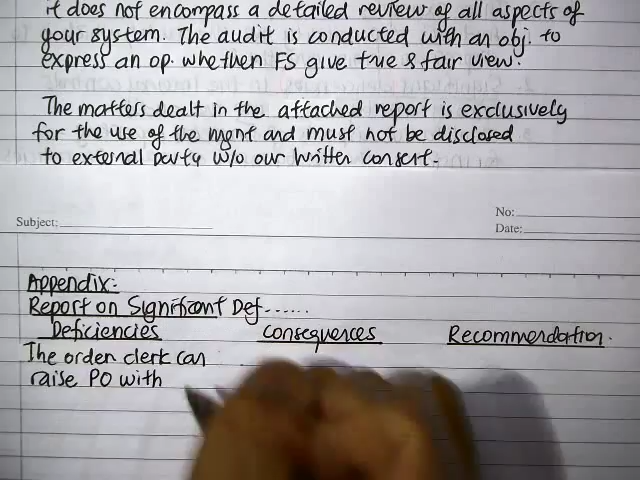 it does not encompass a detailed review of all aspects of
your system. The audit is conducted with an obj. to
express an op. whether FS give true & fair view.
The matters dealt in the attached report is exclusively
for the use of the mgnt and must not be disclosed
to external party w/o our written consert.
Subject:
No:
Date:
Appendix:
Report on Significant Def......
Deficiencies Consequences Recommendation.
The order clerk can
raise PO with